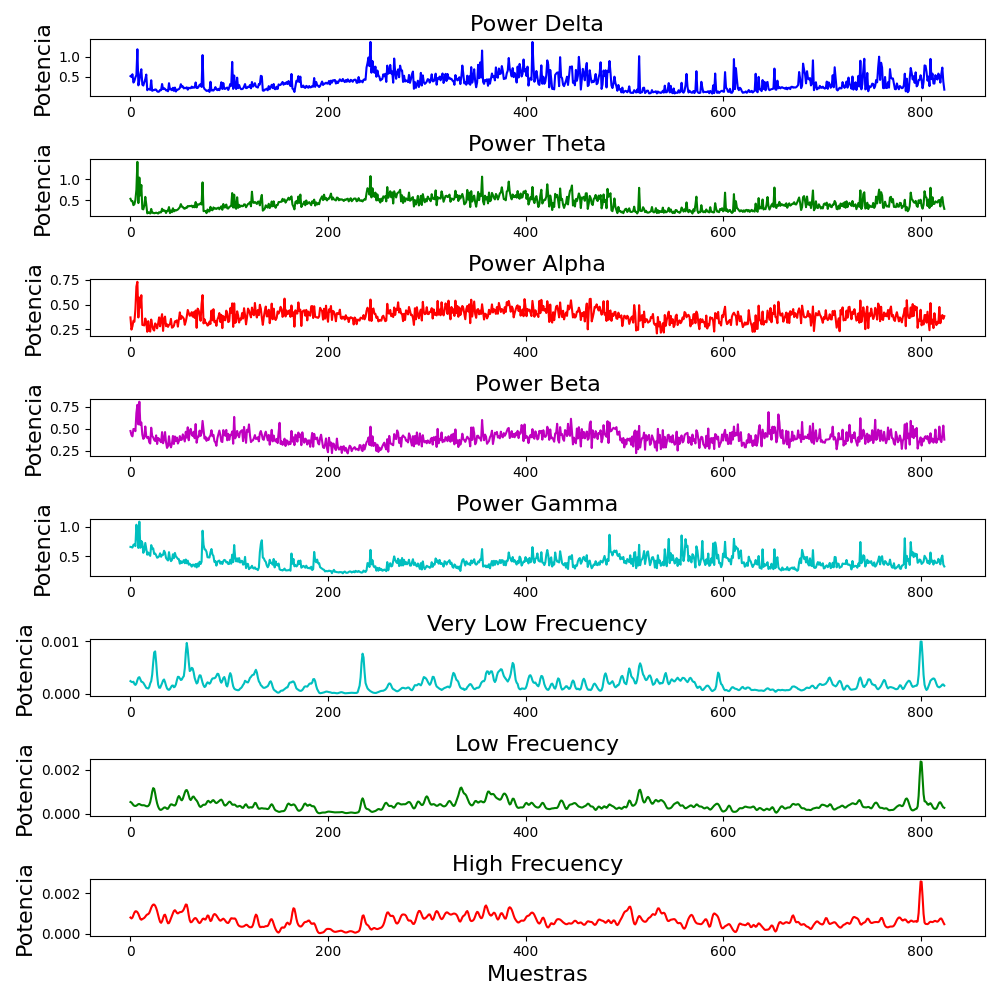 Power Delta
Potencia
1.0
0.5
0 200 400 600 800
Power Theta
Potencia
1.0
0.5
0 200 400 600 800
Power Alpha
Potencia
0.75
0.50
0.25
0 200 400 600 800
Power Beta
Potencia
0.75
0.50
0.25
0 200 400 600 800
Power Gamma
Potencia
1.0
0.5
0 200 400 600 800
Very Low Frecuency
Potencia
0.001
0.000
0 200 400 600 800
Low Frecuency
Potencia
0.002
0.000
0 200 400 600 800
High Frecuency
Potencia
0.002
0.000
0 200 400 600 800
Muestras